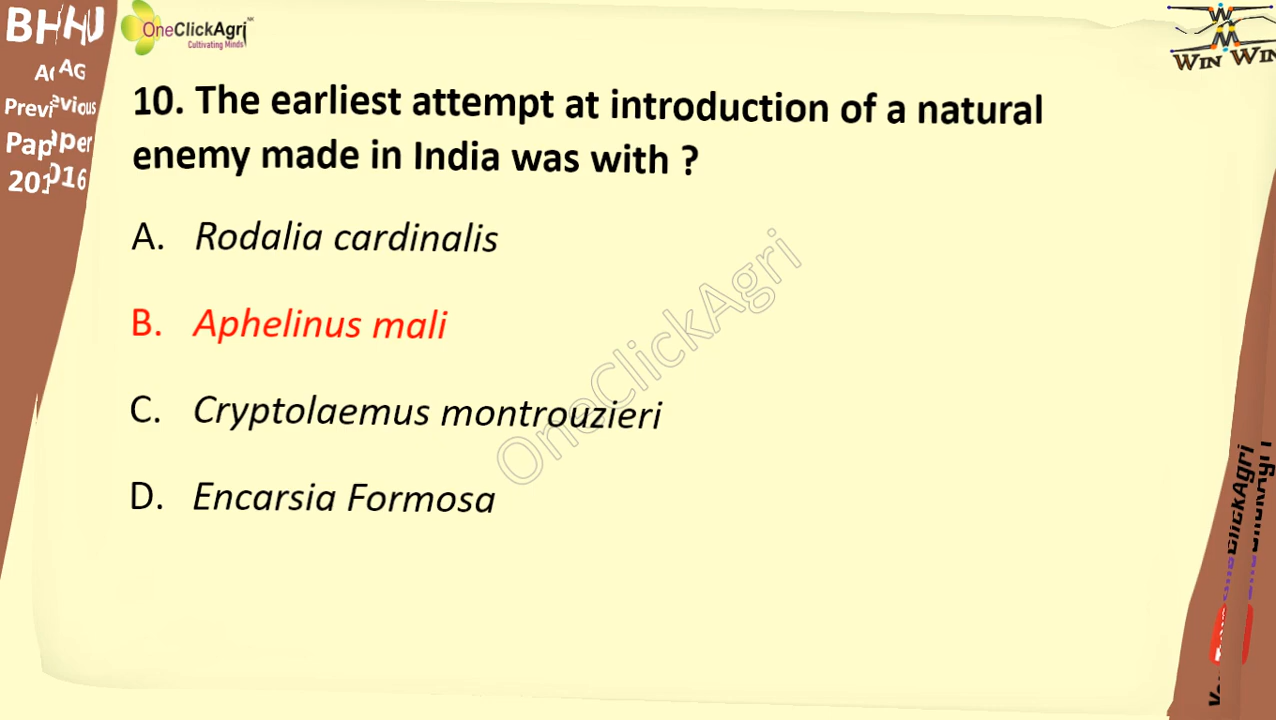 BHU
OneClickAgri
Cultivating Minds
WIN WIN
AG
Previous
Paper
2016
10. The earliest attempt at introduction of a natural
enemy made in India was with ?
A. Rodalia cardinalis
B. Aphelinus mali
C. Cryptolaemus montrouzieri
D. Encarsia Formosa
OneClickAgri